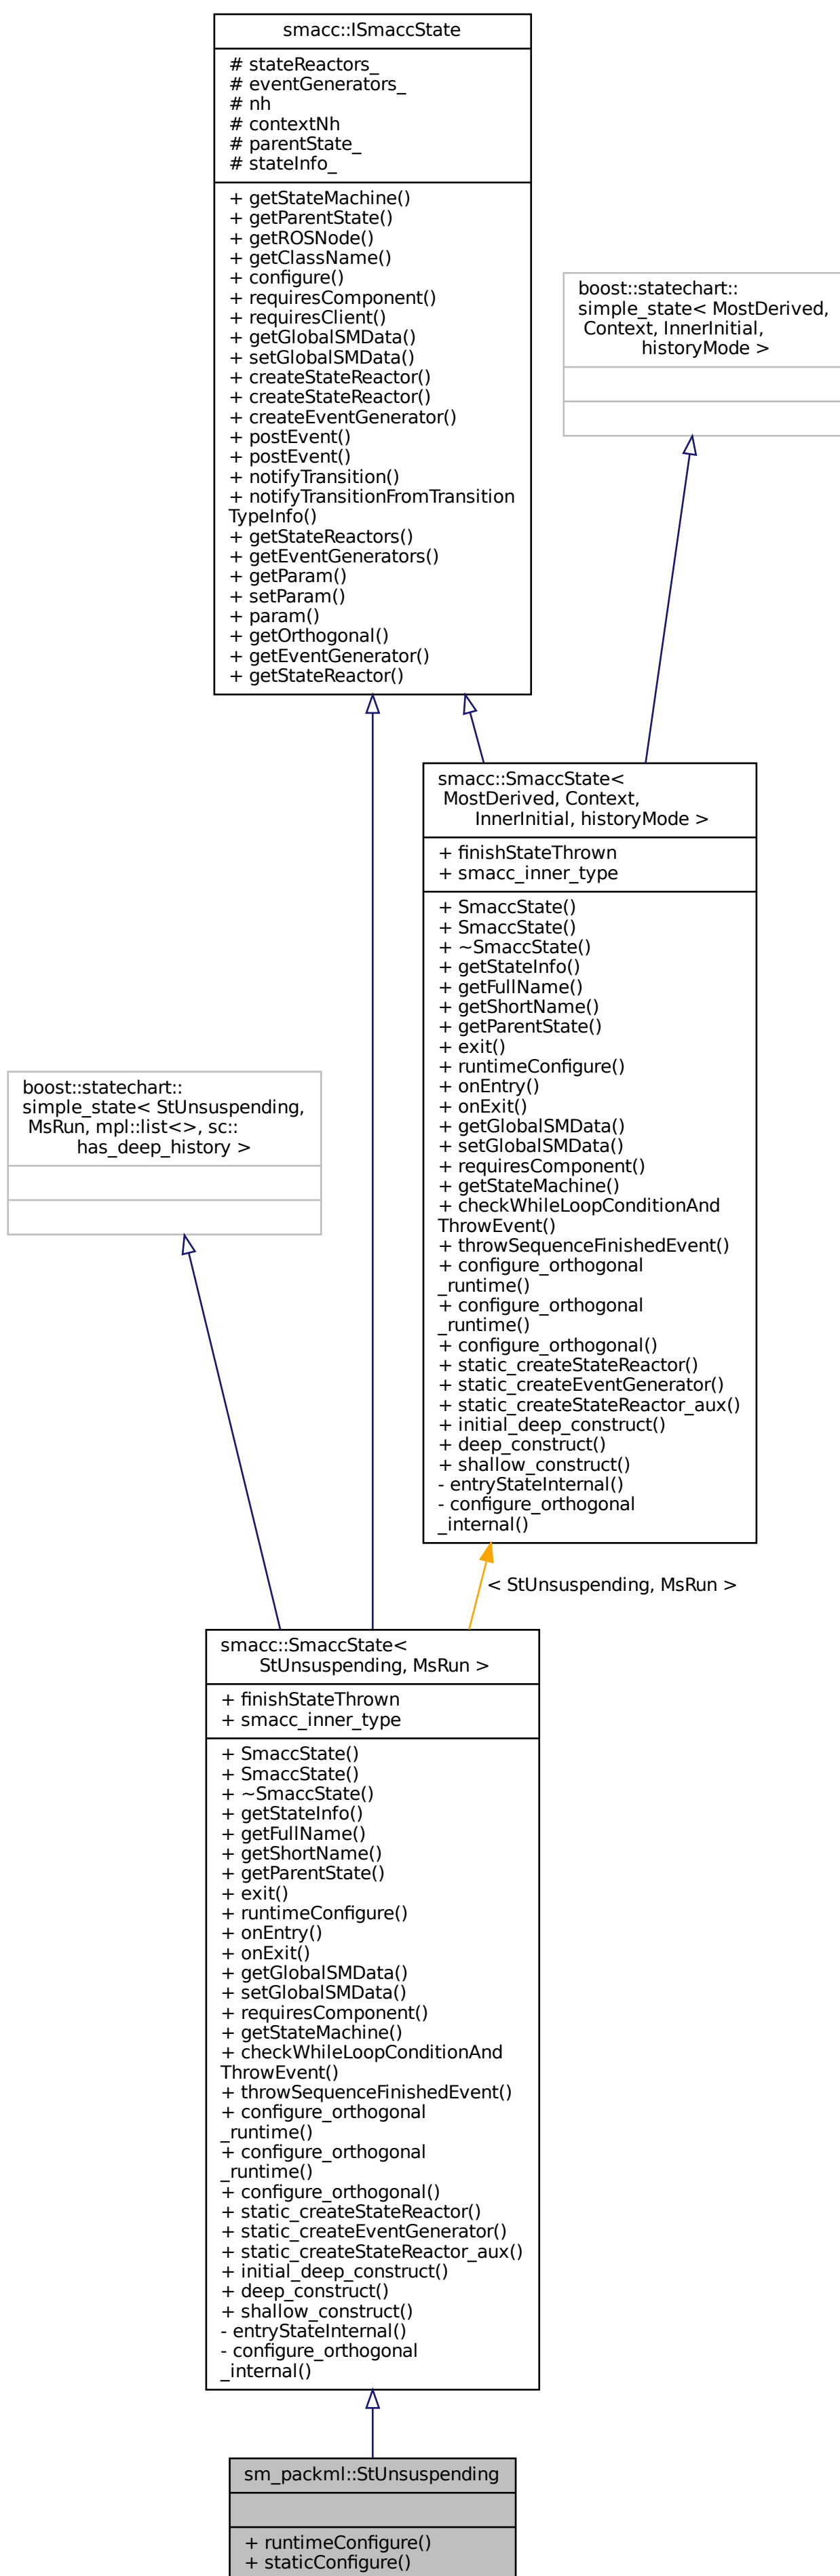 smacc::ISmaccState
# stateReactors_
# eventGenerators_
# nh
# contextNh
# parentState_
# stateInfo_
+ getStateMachine()
+ getParentState()
+ getROSNode()
+ getClassName()
+ configure()
+ requiresComponent()
+ requiresClient()
+ getGlobalSMData()
+ setGlobalSMData()
+ createStateReactor()
+ createStateReactor()
+ createEventGenerator()
+ postEvent()
+ postEvent()
+ notifyTransition()
+ notifyTransitionFromTransition
TypeInfo()
+ getStateReactors()
+ getEventGenerators()
+ getParam()
+ setParam()
+ param()
+ getOrthogonal()
+ getEventGenerator()
+ getStateReactor()
boost::statechart::
simple_state< MostDerived,
Context, InnerInitial,
historyMode >
smacc::SmaccState<
MostDerived, Context,
InnerInitial, historyMode >
+ finishStateThrown
+ smacc_inner_type
+ SmaccState()
+ SmaccState()
+ ~SmaccState()
+ getStateInfo()
+ getFullName()
+ getShortName()
+ getParentState()
+ exit()
+ runtimeConfigure()
+ onEntry()
+ onExit()
+ getGlobalSMData()
+ setGlobalSMData()
+ requiresComponent()
+ getStateMachine()
+ checkWhileLoopConditionAnd
ThrowEvent()
+ throwSequenceFinishedEvent()
+ configure_orthogonal
_runtime()
+ configure_orthogonal
_runtime()
+ configure_orthogonal()
+ static_createStateReactor()
+ static_createEventGenerator()
+ static_createStateReactor_aux()
+ initial_deep_construct()
+ deep_construct()
+ shallow_construct()
- entryStateInternal()
- configure_orthogonal
_internal()
boost::statechart::
simple_state< StUnsuspending,
MsRun, mpl::list<>, sc::
has_deep_history >
< StUnsuspending, MsRun >
smacc::SmaccState<
StUnsuspending, MsRun >
+ finishStateThrown
+ smacc_inner_type
+ SmaccState()
+ SmaccState()
+ ~SmaccState()
+ getStateInfo()
+ getFullName()
+ getShortName()
+ getParentState()
+ exit()
+ runtimeConfigure()
+ onEntry()
+ onExit()
+ getGlobalSMData()
+ setGlobalSMData()
+ requiresComponent()
+ getStateMachine()
+ checkWhileLoopConditionAnd
ThrowEvent()
+ throwSequenceFinishedEvent()
+ configure_orthogonal
_runtime()
+ configure_orthogonal
_runtime()
+ configure_orthogonal()
+ static_createStateReactor()
+ static_createEventGenerator()
+ static_createStateReactor_aux()
+ initial_deep_construct()
+ deep_construct()
+ shallow_construct()
- entryStateInternal()
- configure_orthogonal
_internal()
sm_packml::StUnsuspending
+ runtimeConfigure()
+ staticConfigure()